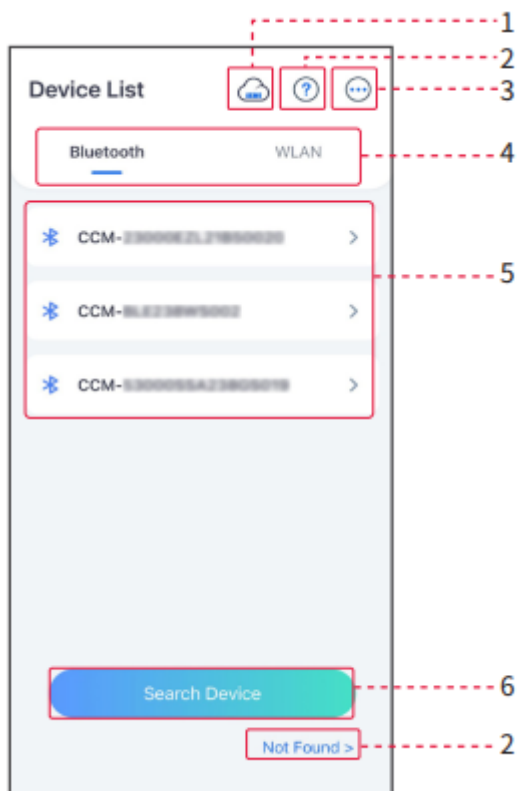 1
2
Device List
3
Bluetooth WLAN
4
CCM-
5
CCM-
CCM-
Search Device
6
Not Found >
2